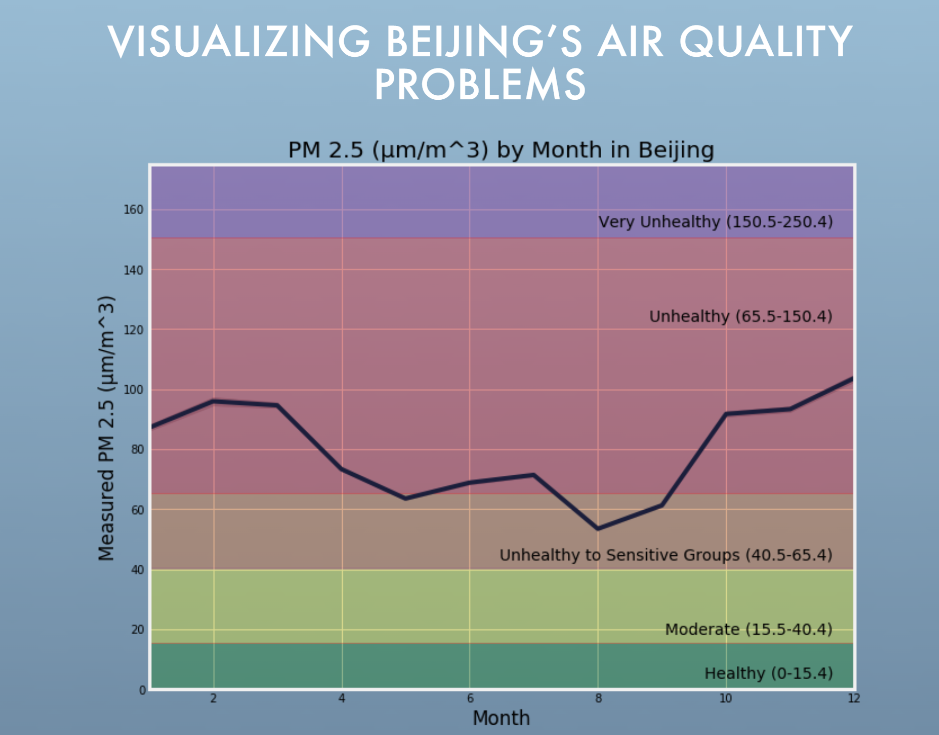 VISUALIZING BEIJING’S AIR QUALITY
PROBLEMS
PM 2.5 (µm/m^3) by Month in Beijing
160
Very Unhealthy (150.5-250.4)
140
Unhealthy (65.5-150.4)
120
100
80
60
Unhealthy to Sensitive Groups (40.5-65.4)
40
Moderate (15.5-40.4)
20
Healthy (0-15.4)
0
Measured PM 2.5 (µm/m^3)
2 4 6 8 10 12
Month